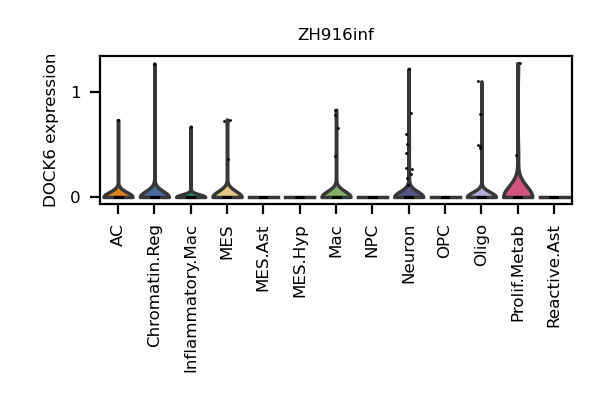 ZH916inf
DOCK6 expression
1
0
AC
Chromatin.Reg
Inflammatory.Mac
MES
MES.Ast
MES.Hyp
Mac
NPC
Neuron
OPC
Oligo
Prolif.Metab
Reactive.Ast